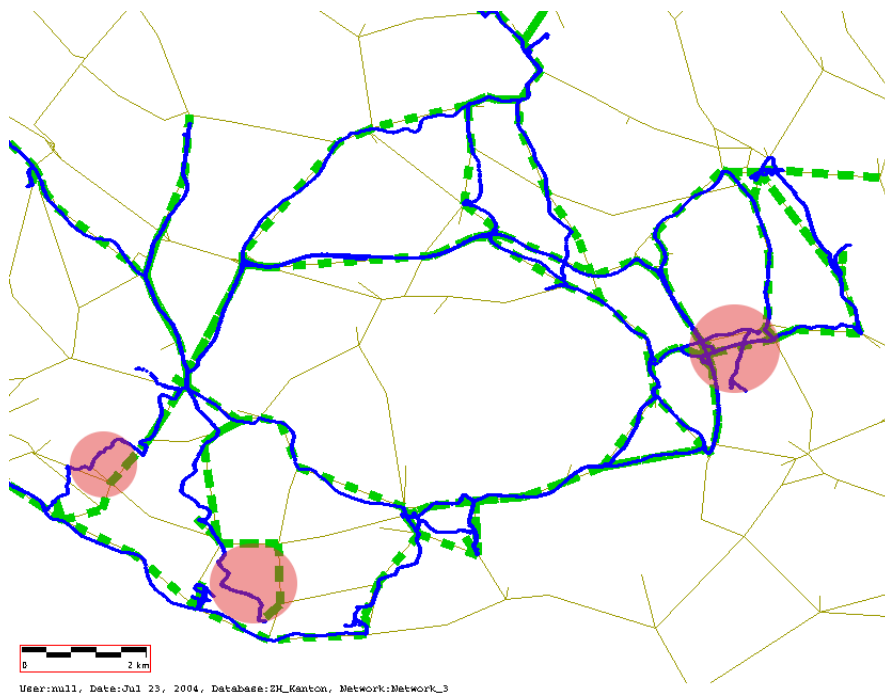 0 2 km
User:null, Date:Jul 23, 2004, Database:ZH_Kanton, Network:Network_3